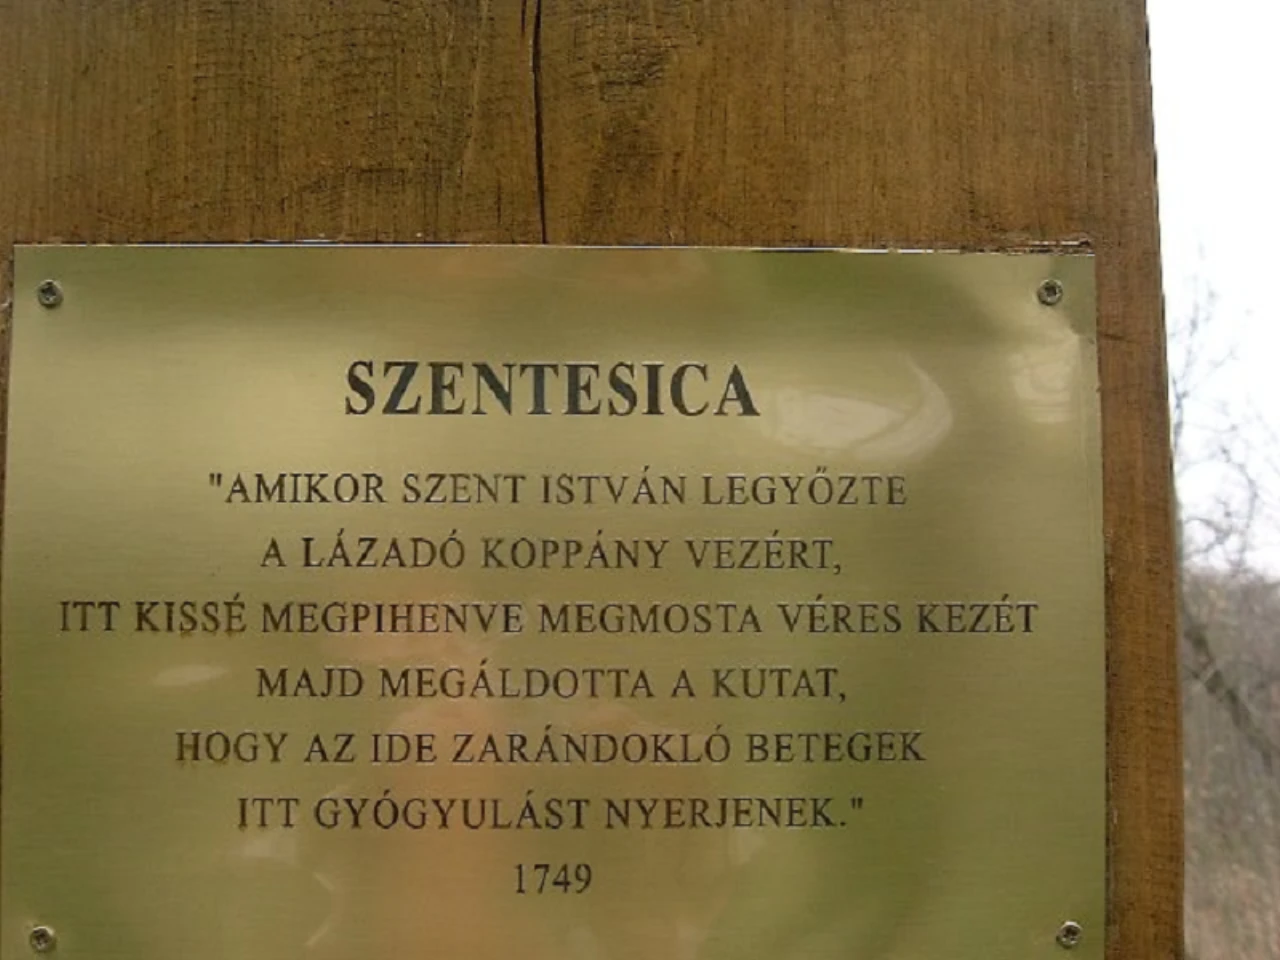 SZENTESICA
"AMIKOR SZENT ISTVÁN LEGYŐZTE
A LÁZADÓ KOPPÁNY VEZÉRT,
ITT KISSÉ MEGPIHENVE MEGMOSTA VÉRES KEZÉT
MAJD MEGÁLDOTTA A KUTAT,
HOGY AZ IDE ZARÁNDOKLÓ BETEGEK
ITT GYÓGYULÁST NYERJENEK."
1749